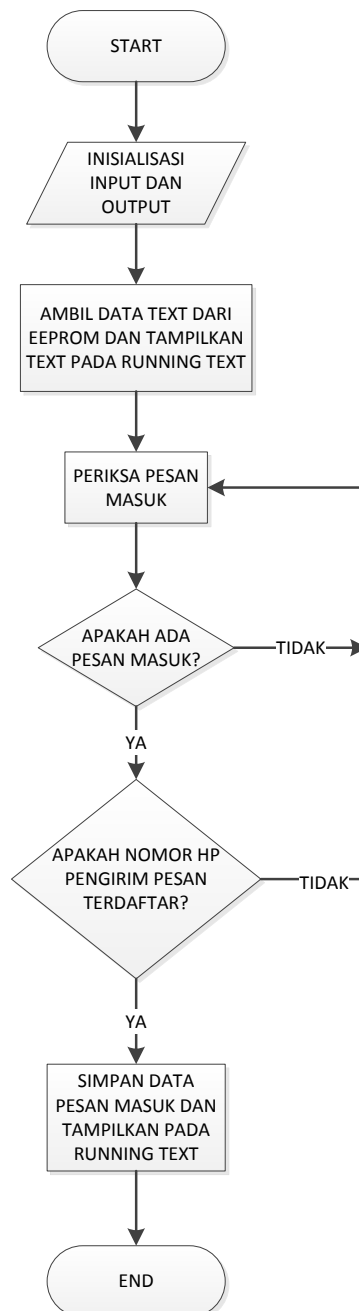 START
INISIALISASI
INPUT DAN
OUTPUT
AMBIL DATA TEXT DARI
EEPROM DAN TAMPILKAN
TEXT PADA RUNNING TEXT
PERIKSA PESAN
MASUK
APAKAH ADA
PESAN MASUK?
TIDAK
YA
APAKAH NOMOR HP
PENGIRIM PESAN
TERDAFTAR?
TIDAK
YA
SIMPAN DATA
PESAN MASUK DAN
TAMPILKAN PADA
RUNNING TEXT
END